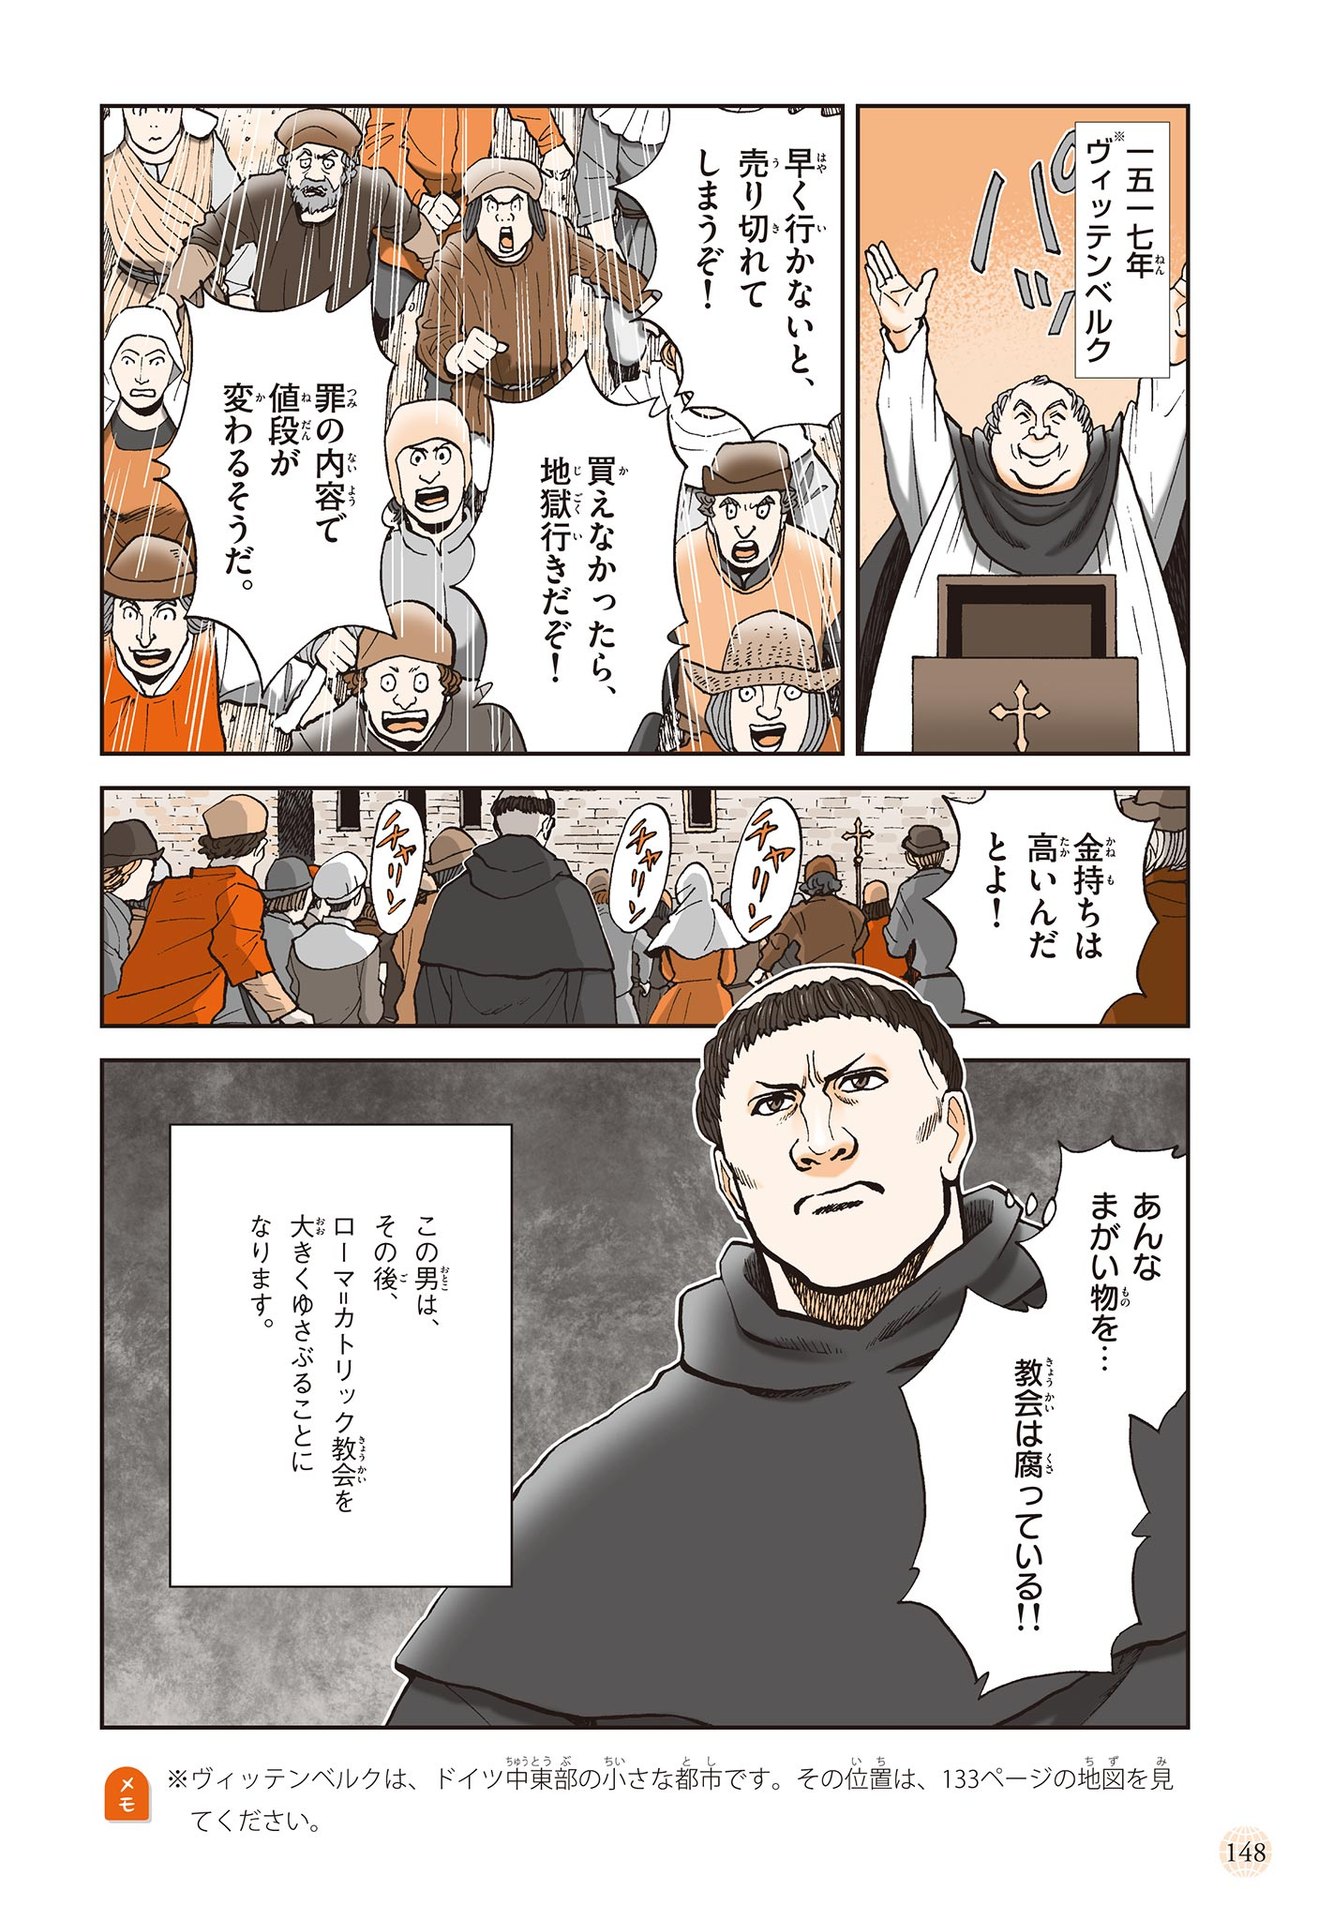 一五一七年
※ヴィッテンベルク
パパッ
早く行かないと、
売り切れて
しまうぞ！
買えなかったら、
地獄行きだぞ！
罪の内容で
値段が
変わるそうだ。
金持ちは
高いんだ
とよ！
チャリン
チャリン
チャリン
あんな
まがい物を…
教会は腐っている!!
この男は、
その後、
ローマ＝カトリック教会を
大きくゆさぶることに
なります。
メモ
※ヴィッテンベルクは、ドイツ中東部の小さな都市です。その位置は、133ページの地図を見
てください。
148